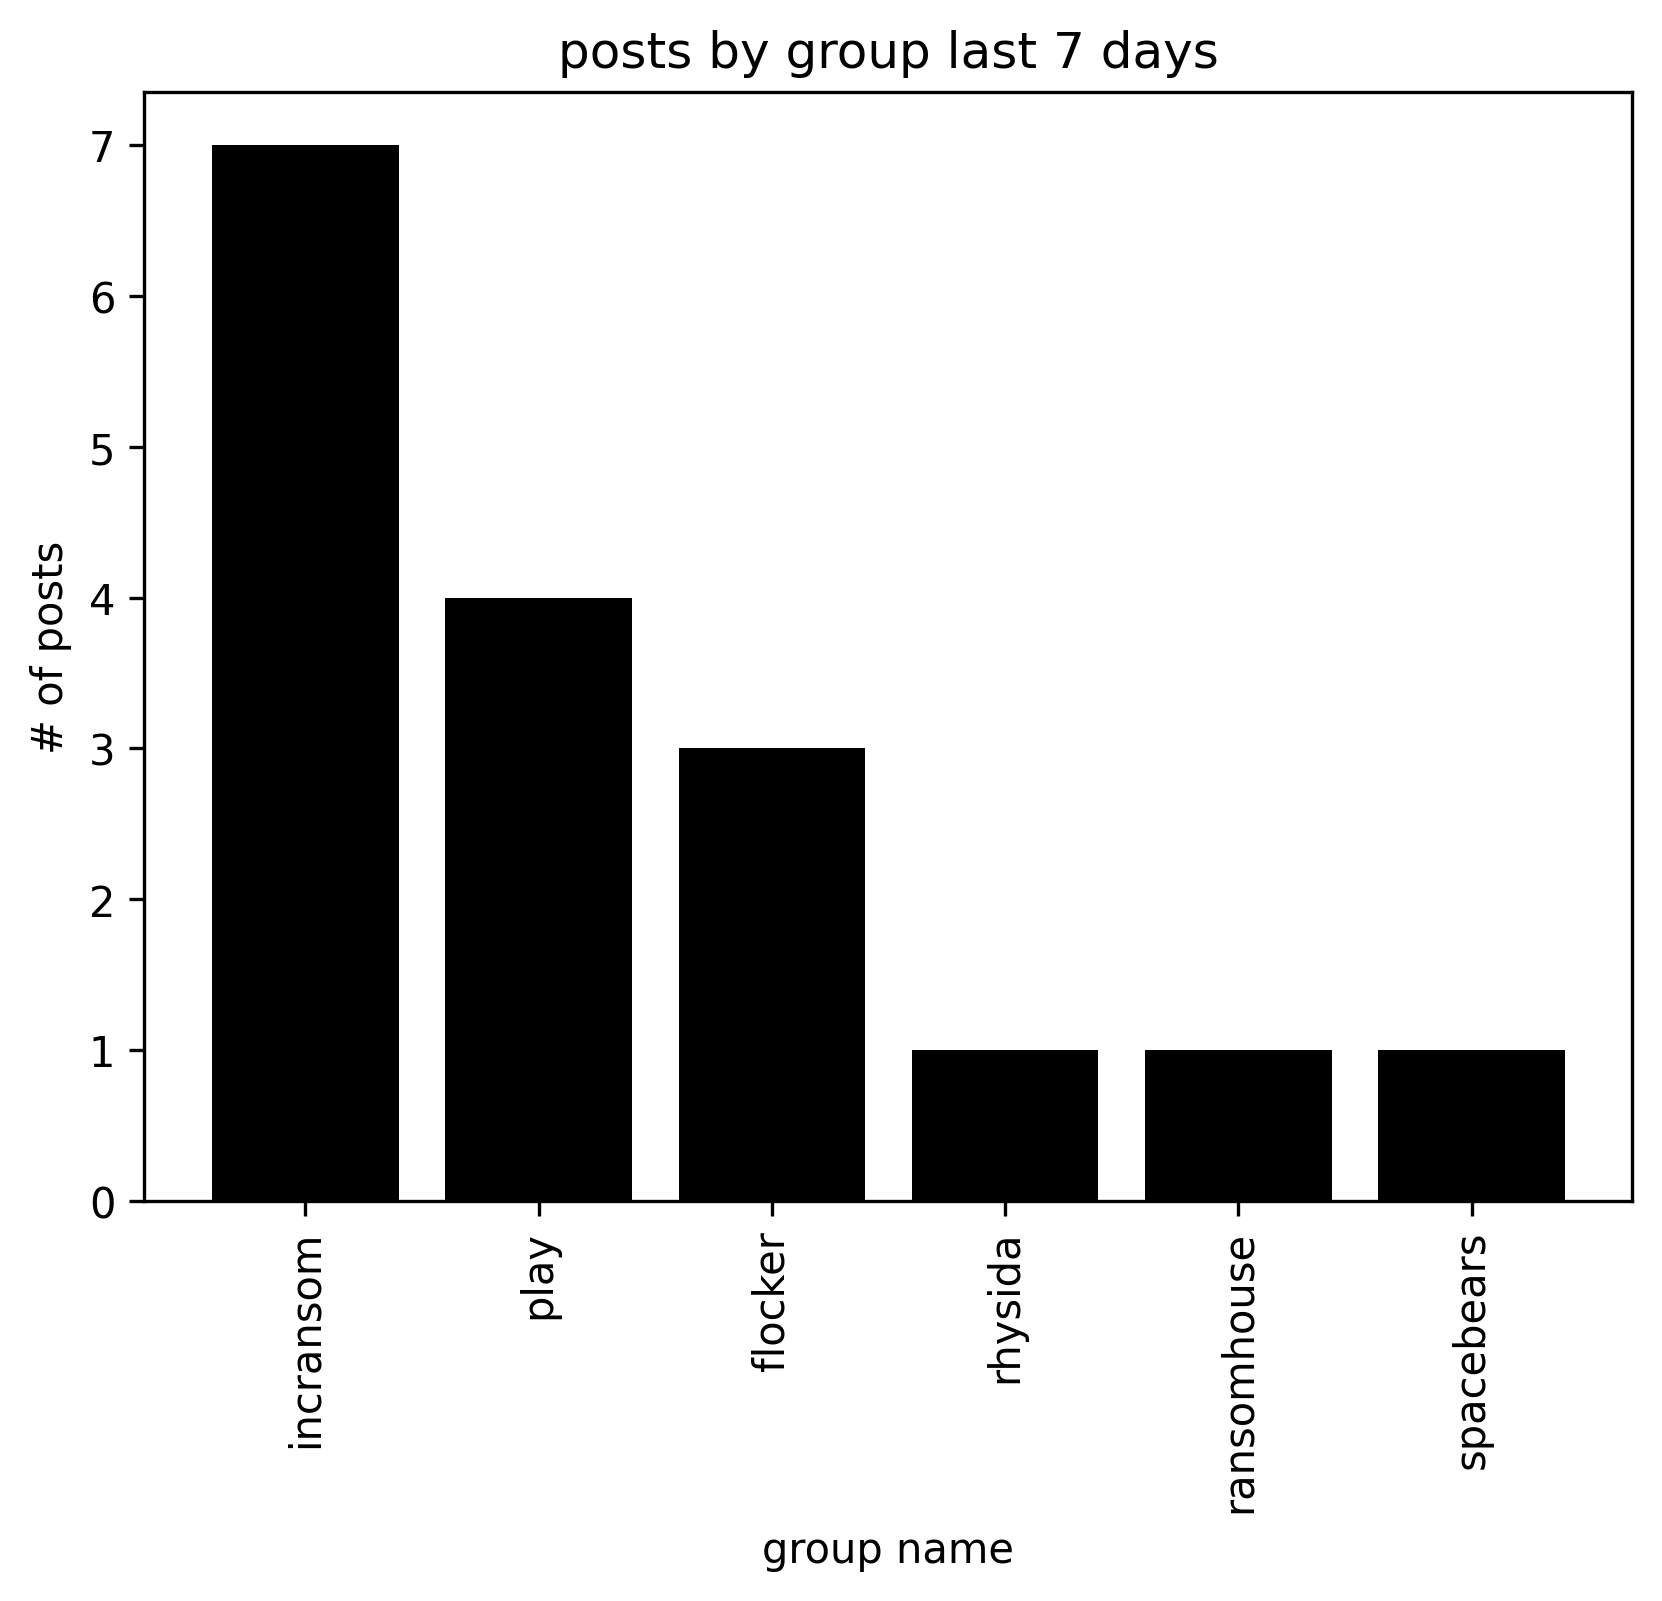 posts by group last 7 days
7
6
5
4
3
2
1
0
# of posts
incransom
play
flocker
rhysida
ransomhouse
spacebears
group name